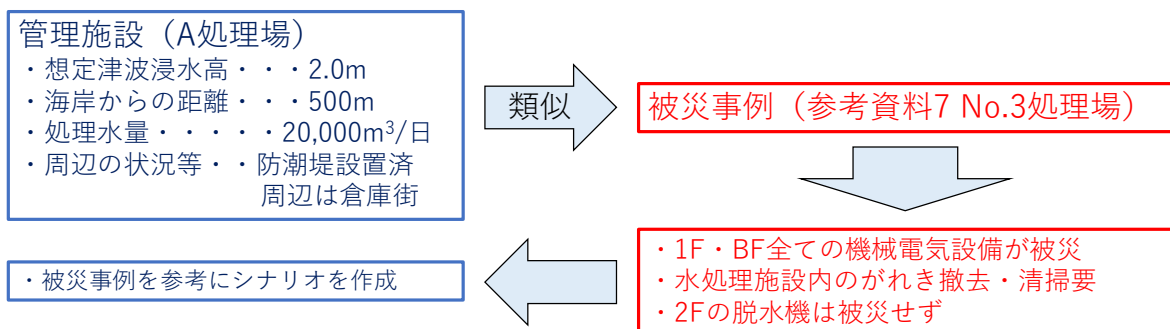 管理施設（A処理場）
・想定津波浸水高・・・2.0m
・海岸からの距離・・・500m
・処理水量・・・・・20,000m³/日
・周辺の状況等・・防潮堤設置済
周辺は倉庫街
類似
被災事例（参考資料7 No.3処理場）
・1F・BF全ての機械電気設備が被災
・水処理施設内のがれき撤去・清掃要
・2Fの脱水機は被災せず
・被災事例を参考にシナリオを作成